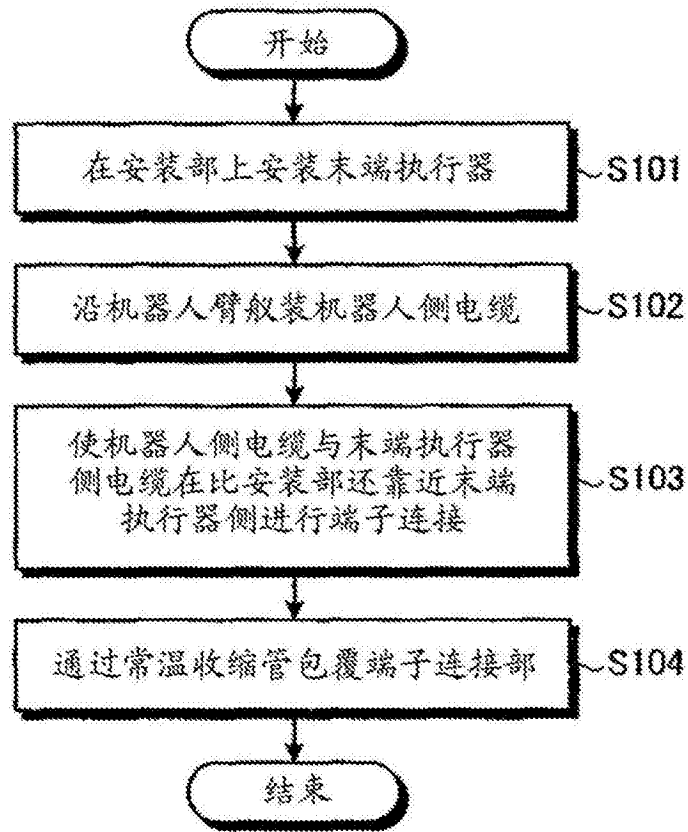 开始
在安装部上安装末端执行器
S101
沿机器人臂舣装机器人侧电缆
S102
使机器人侧电缆与末端执行器
侧电缆在比安装部还靠近末端
执行器侧进行端子连接
S103
通过常温收缩管包覆端子连接部
S104
结束